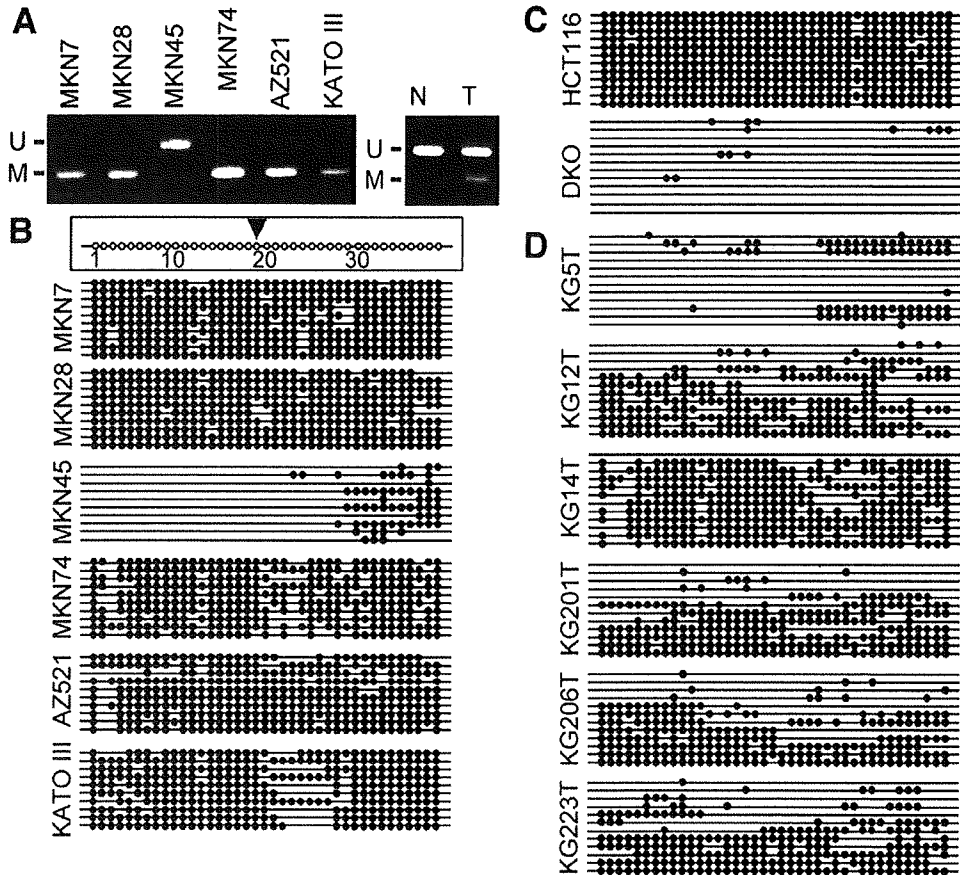 A
MKN7
MKN28
MKN45
MKN74
AZ521
KATO III
N T
U
M
U
M
B
1 10 20 30
MKN7
MKN28
MKN45
MKN74
AZ521
KATO III
C
HCT116
DKO
D
KG5T
KG12T
KG14T
KG201T
KG206T
KG223T